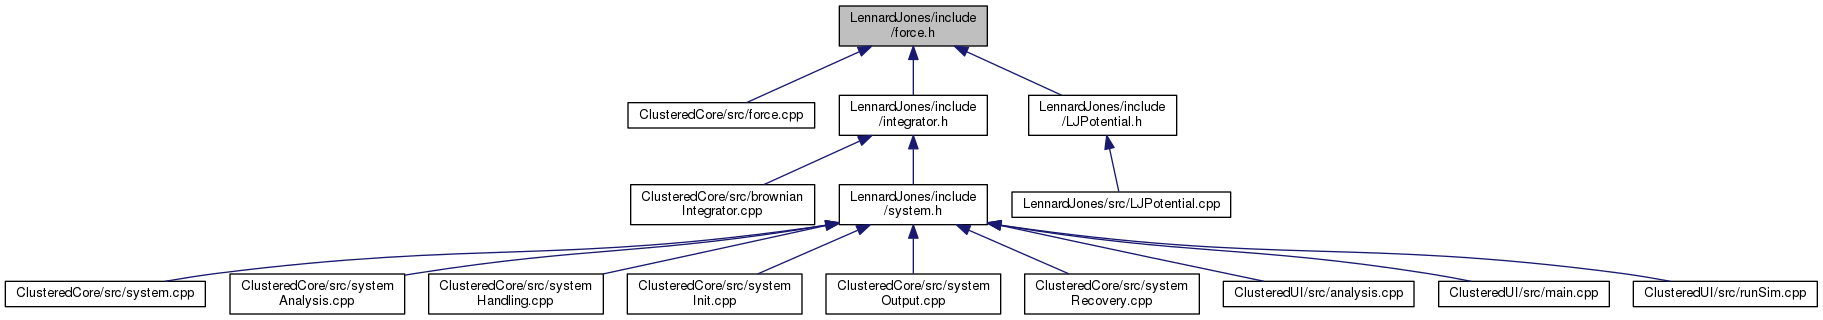 LennardJones/include
/force.h
ClusteredCore/src/force.cpp
LennardJones/include
/integrator.h
LennardJones/include
/LJPotential.h
ClusteredCore/src/brownian
Integrator.cpp
LennardJones/include
/system.h
LennardJones/src/LJPotential.cpp
ClusteredCore/src/system.cpp
ClusteredCore/src/system
Analysis.cpp
ClusteredCore/src/system
Handling.cpp
ClusteredCore/src/system
Init.cpp
ClusteredCore/src/system
Output.cpp
ClusteredCore/src/system
Recovery.cpp
ClusteredUI/src/analysis.cpp
ClusteredUI/src/main.cpp
ClusteredUI/src/runSim.cpp